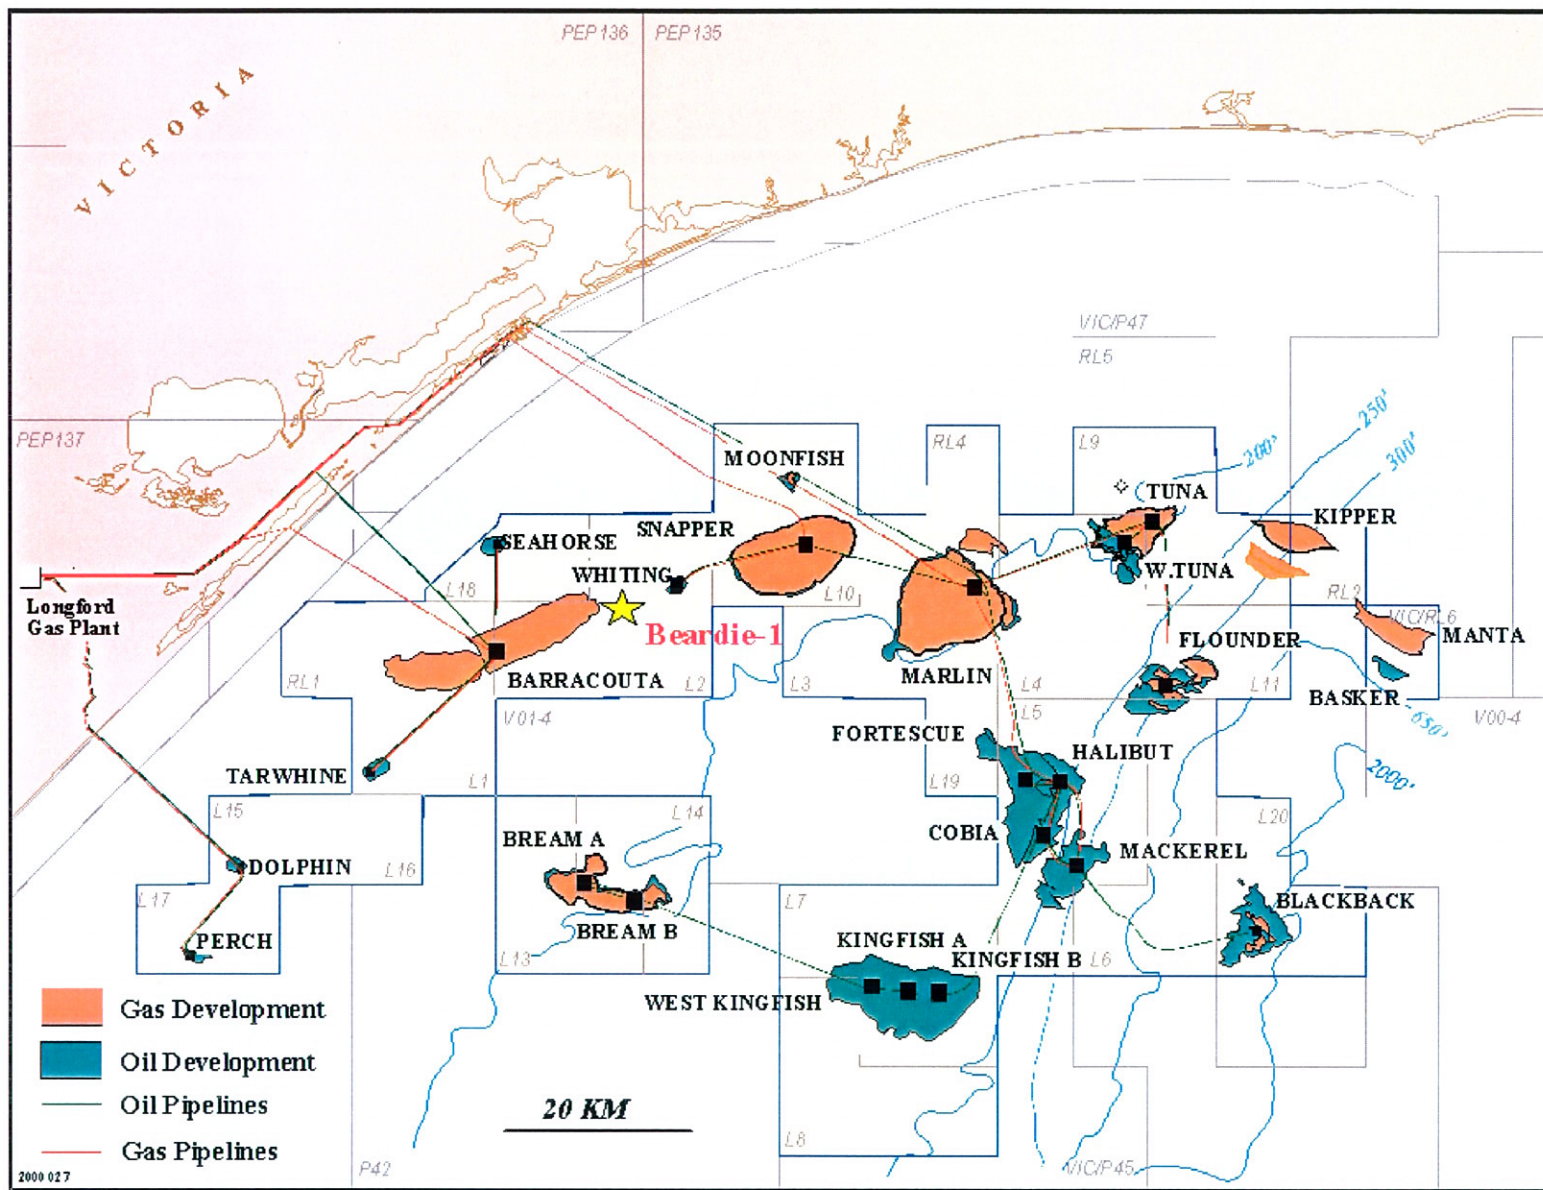 PEP136
PEP135
VICTORIA
VIC/P47
RL5
250'
300'
200'
PEP137
RL4
L9
MOONFISH
TUNA
SNAPPER
KIPPER
SEAHORSE
WHITING
W.TUNA
L18
L10
RL2
VIC/RL6
Longford
Gas Plant
Beardie-1
FLOUNDER
MANTA
BARRACOUTA
MARLIN
RL1
L2
L3
L4
L11
BASKER
V01-4
L5
650'
V00-4
FORTESCUE
HALIBUT
2000'
TARWHINE
L1
L19
L15
L14
L20
BREAM A
COBIA
MACKEREL
DOLPHIN
L16
L17
L7
BLACKBACK
PERCH
BREAM B
KINGFISH A
L13
KINGFISH B
L6
WEST KINGFISH
Gas Development
Oil Development
Oil Pipelines
20 KM
Gas Pipelines
L8
2000 027
P42
VIC/P45